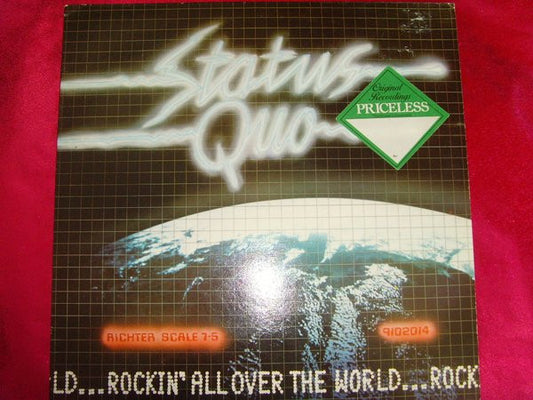 Status
Quo
Original
Recordings
PRICELESS
RICHTER SCALE 7·5
9102014
LD...ROCKIN' ALL OVER THE WORLD...ROCK